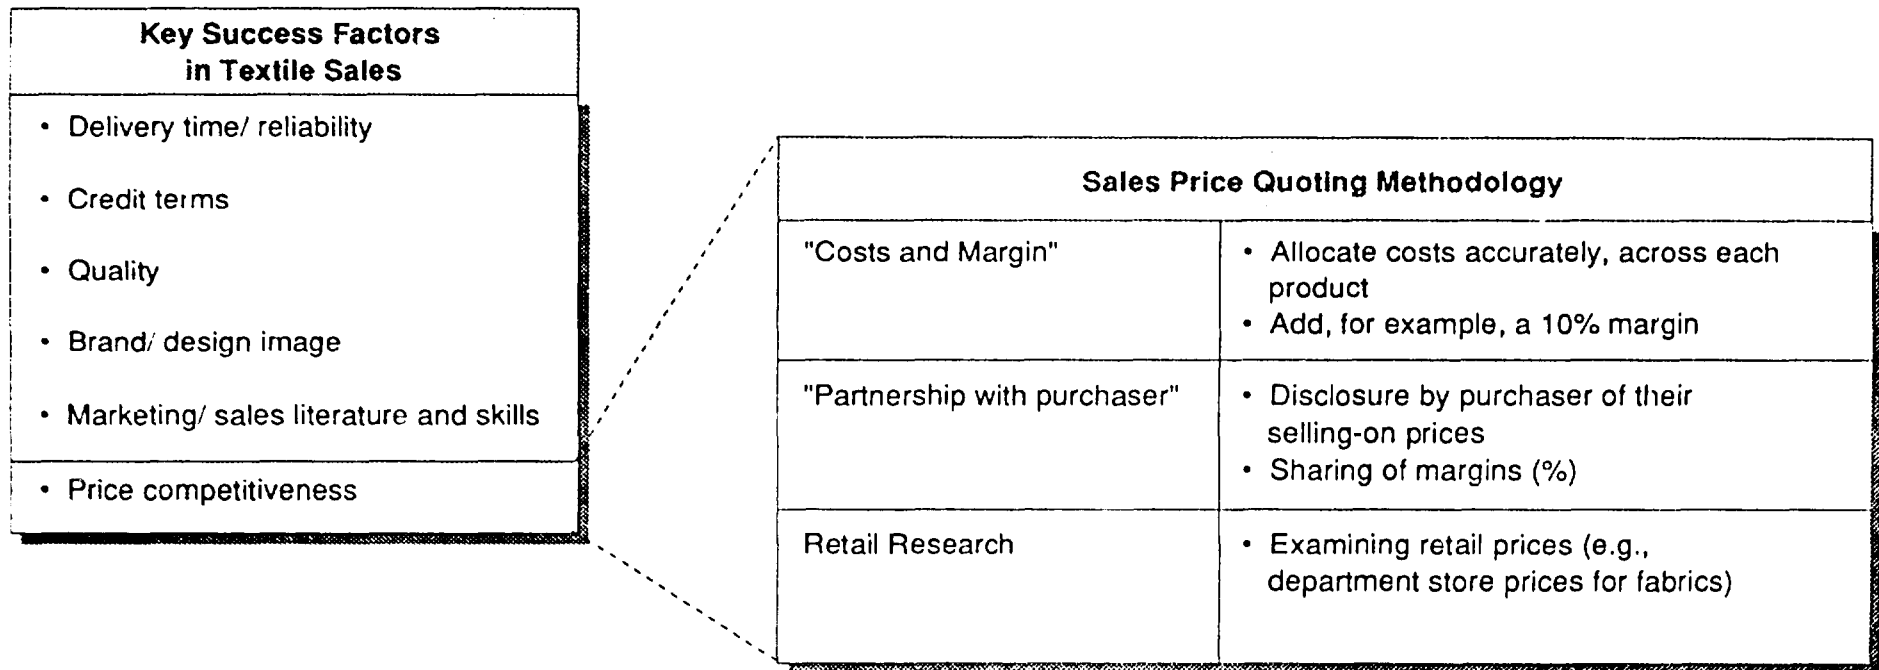 Key Success Factors
in Textile Sales
• Delivery time/ reliability
• Credit terms
• Quality
• Brand/ design image
• Marketing/ sales literature and skills
• Price competitiveness
Sales Price Quoting Methodology
"Costs and Margin"
• Allocate costs accurately, across each
product
• Add, for example, a 10% margin
"Partnership with purchaser"
• Disclosure by purchaser of their
selling-on prices
• Sharing of margins (%)
Retail Research
• Examining retail prices (e.g.,
department store prices for fabrics)